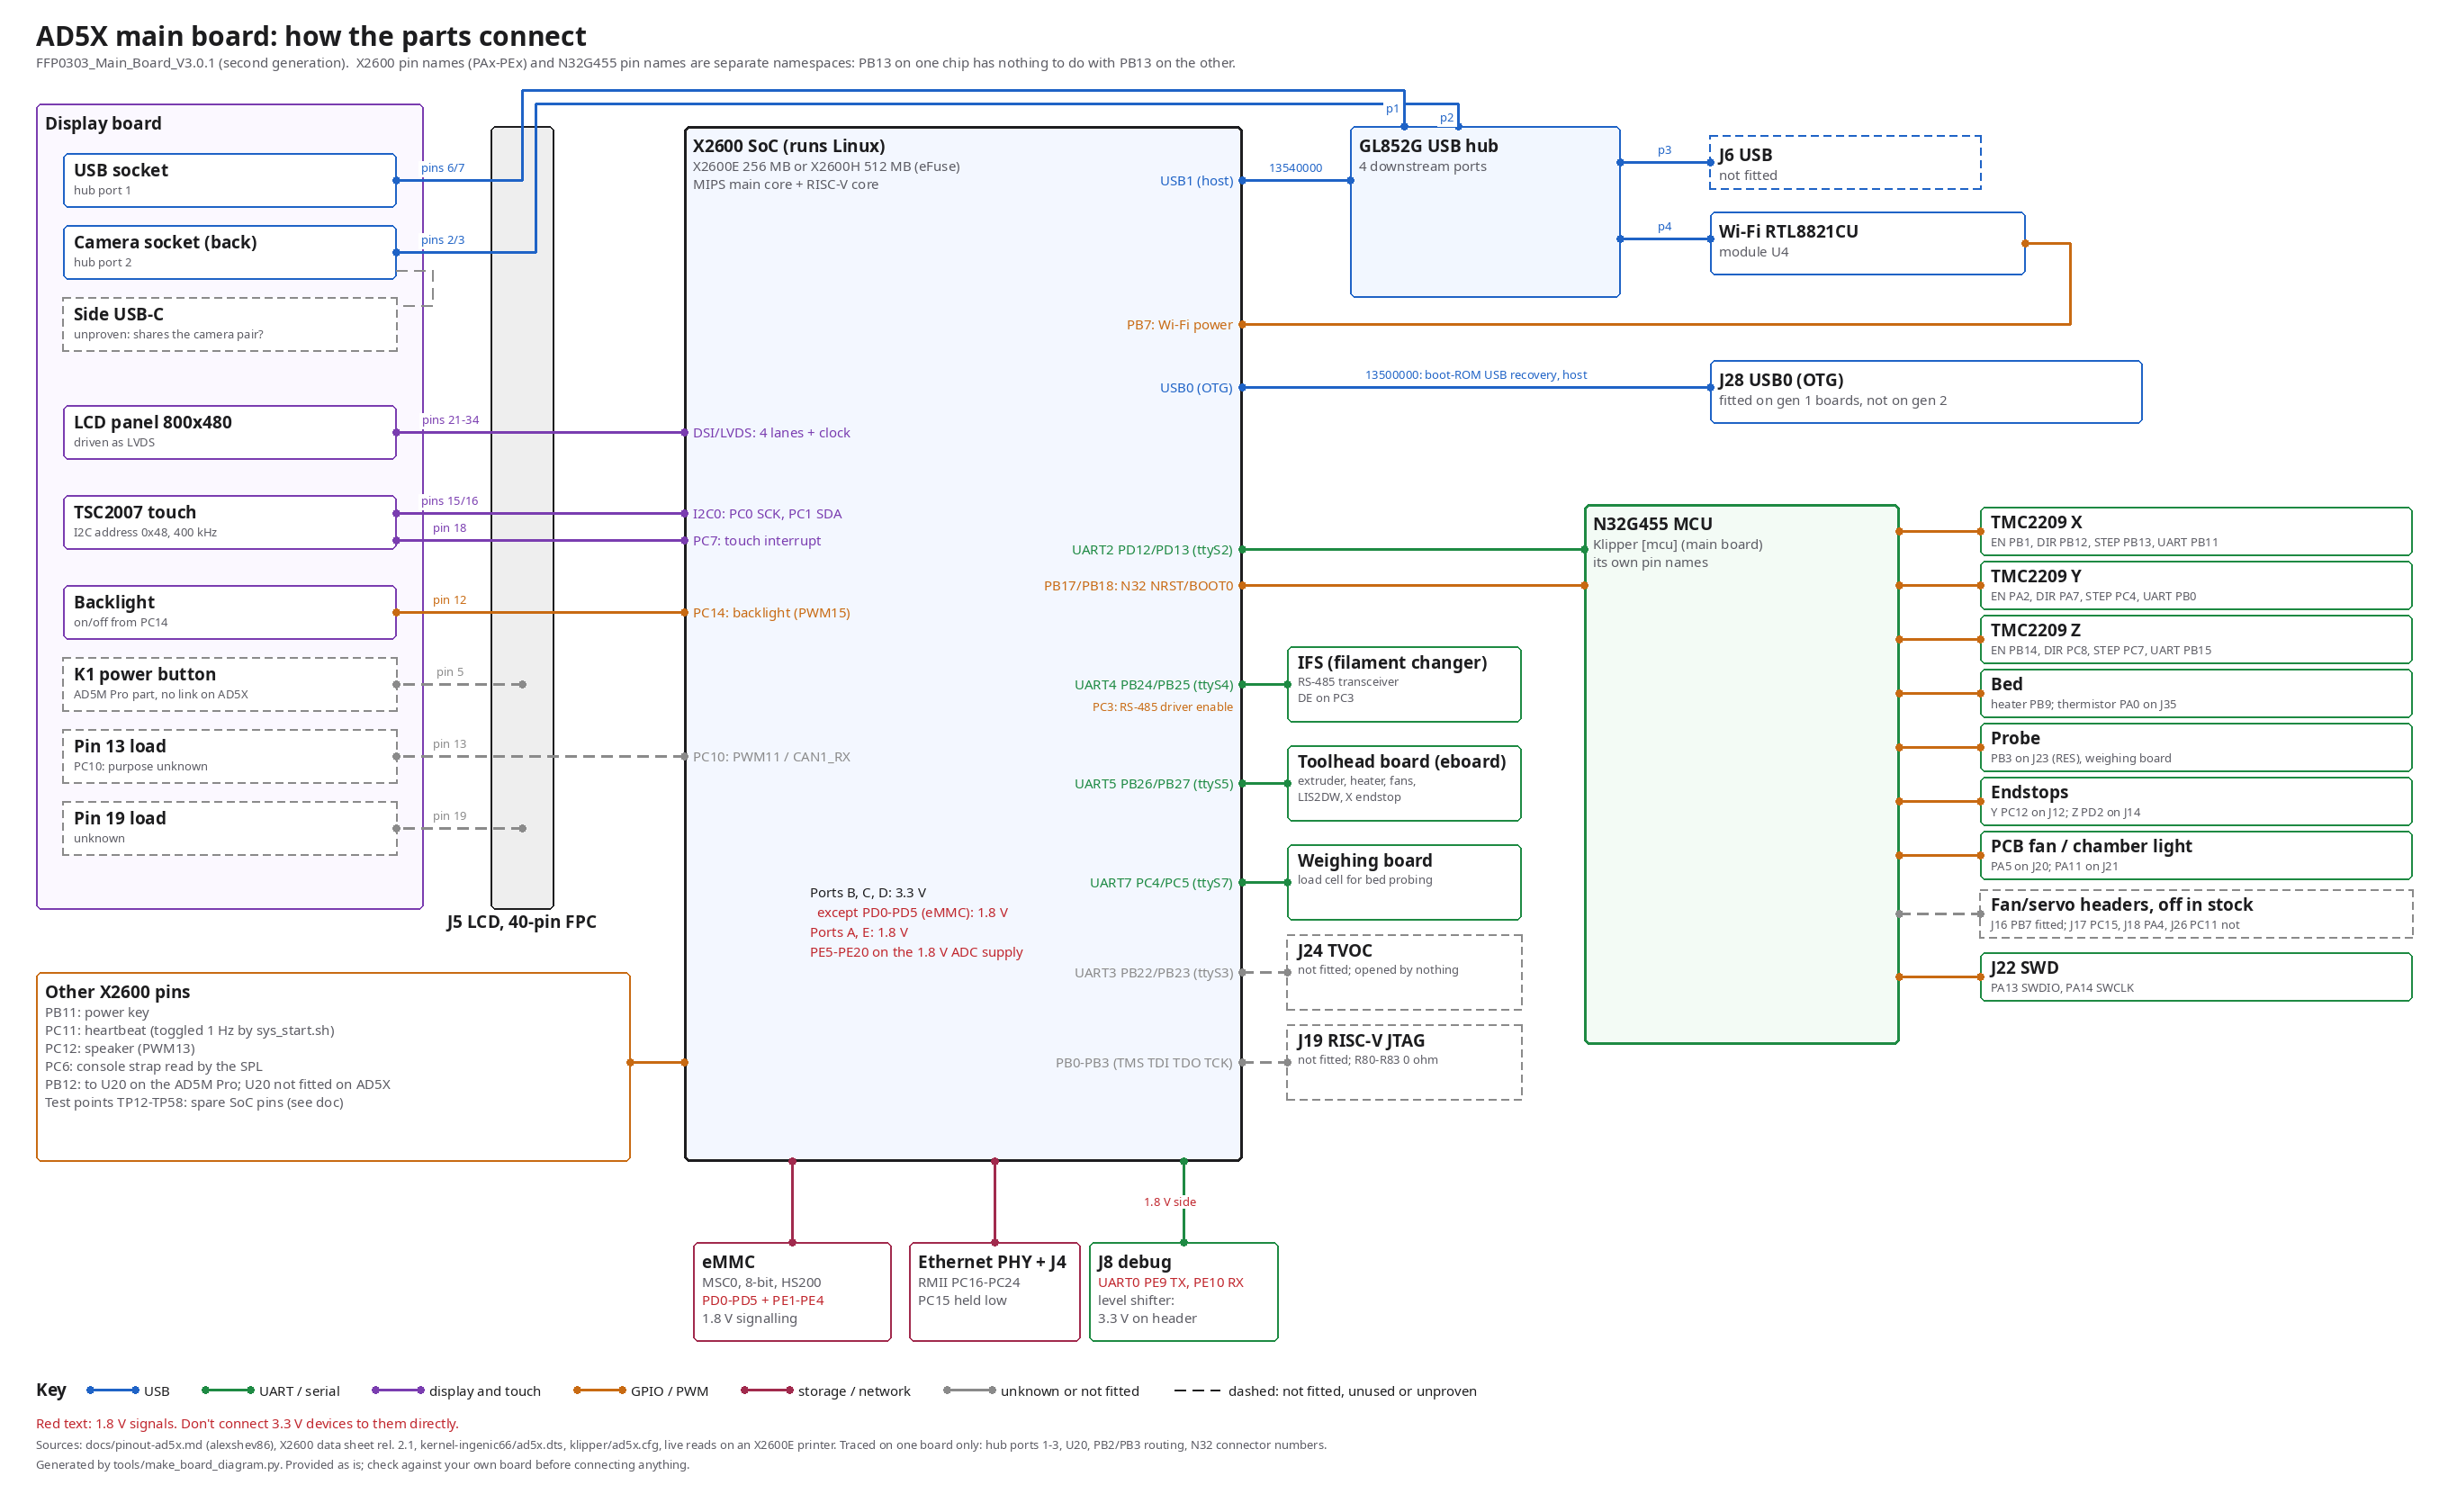 AD5X main board: how the parts connect
FFP0303_Main_Board_V3.0.1 (second generation). X2600 pin names (PAx-PEx) and N32G455 pin names are separate namespaces: PB13 on one chip has nothing to do with PB13 on the other.
Display board
USB socket
hub port 1
pins 6/7
Camera socket (back)
hub port 2
pins 2/3
Side USB-C
unproven: shares the camera pair?
LCD panel 800x480
driven as LVDS
pins 21-34
TSC2007 touch
I2C address 0x48, 400 kHz
pins 15/16
pin 18
Backlight
on/off from PC14
pin 12
K1 power button
AD5M Pro part, no link on AD5X
pin 5
Pin 13 load
PC10: purpose unknown
pin 13
Pin 19 load
unknown
pin 19
J5 LCD, 40-pin FPC
Other X2600 pins
PB11: power key
PC11: heartbeat (toggled 1 Hz by sys_start.sh)
PC12: speaker (PWM13)
PC6: console strap read by the SPL
PB12: to U20 on the AD5M Pro; U20 not fitted on AD5X
Test points TP12-TP58: spare SoC pins (see doc)
X2600 SoC (runs Linux)
X2600E 256 MB or X2600H 512 MB (eFuse)
MIPS main core + RISC-V core
USB1 (host)
PB7: Wi-Fi power
USB0 (OTG)
DSI/LVDS: 4 lanes + clock
I2C0: PC0 SCK, PC1 SDA
PC7: touch interrupt
UART2 PD12/PD13 (ttyS2)
PB17/PB18: N32 NRST/BOOT0
PC14: backlight (PWM15)
UART4 PB24/PB25 (ttyS4)
PC3: RS-485 driver enable
PC10: PWM11 / CAN1_RX
UART5 PB26/PB27 (ttyS5)
UART7 PC4/PC5 (ttyS7)
Ports B, C, D: 3.3 V
except PD0-PD5 (eMMC): 1.8 V
Ports A, E: 1.8 V
PE5-PE20 on the 1.8 V ADC supply
UART3 PB22/PB23 (ttyS3)
PB0-PB3 (TMS TDI TDO TCK)
13540000
p1
p2
GL852G USB hub
4 downstream ports
p3
J6 USB
not fitted
p4
Wi-Fi RTL8821CU
module U4
13500000: boot-ROM USB recovery, host
J28 USB0 (OTG)
fitted on gen 1 boards, not on gen 2
IFS (filament changer)
RS-485 transceiver
DE on PC3
Toolhead board (eboard)
extruder, heater, fans,
LIS2DW, X endstop
Weighing board
load cell for bed probing
J24 TVOC
not fitted; opened by nothing
J19 RISC-V JTAG
not fitted; R80-R83 0 ohm
N32G455 MCU
Klipper [mcu] (main board)
its own pin names
TMC2209 X
EN PB1, DIR PB12, STEP PB13, UART PB11
TMC2209 Y
EN PA2, DIR PA7, STEP PC4, UART PB0
TMC2209 Z
EN PB14, DIR PC8, STEP PC7, UART PB15
Bed
heater PB9; thermistor PA0 on J35
Probe
PB3 on J23 (RES), weighing board
Endstops
Y PC12 on J12; Z PD2 on J14
PCB fan / chamber light
PA5 on J20; PA11 on J21
Fan/servo headers, off in stock
J16 PB7 fitted; J17 PC15, J18 PA4, J26 PC11 not
J22 SWD
PA13 SWDIO, PA14 SWCLK
1.8 V side
eMMC
MSC0, 8-bit, HS200
PD0-PD5 + PE1-PE4
1.8 V signalling
Ethernet PHY + J4
RMII PC16-PC24
PC15 held low
J8 debug
UART0 PE9 TX, PE10 RX
level shifter:
3.3 V on header
Key
USB
UART / serial
display and touch
GPIO / PWM
storage / network
unknown or not fitted
dashed: not fitted, unused or unproven
Red text: 1.8 V signals. Don't connect 3.3 V devices to them directly.
Sources: docs/pinout-ad5x.md (alexshev86), X2600 data sheet rel. 2.1, kernel-ingenic66/ad5x.dts, klipper/ad5x.cfg, live reads on an X2600E printer. Traced on one board only: hub ports 1-3, U20, PB2/PB3 routing, N32 connector numbers.
Generated by tools/make_board_diagram.py. Provided as is; check against your own board before connecting anything.